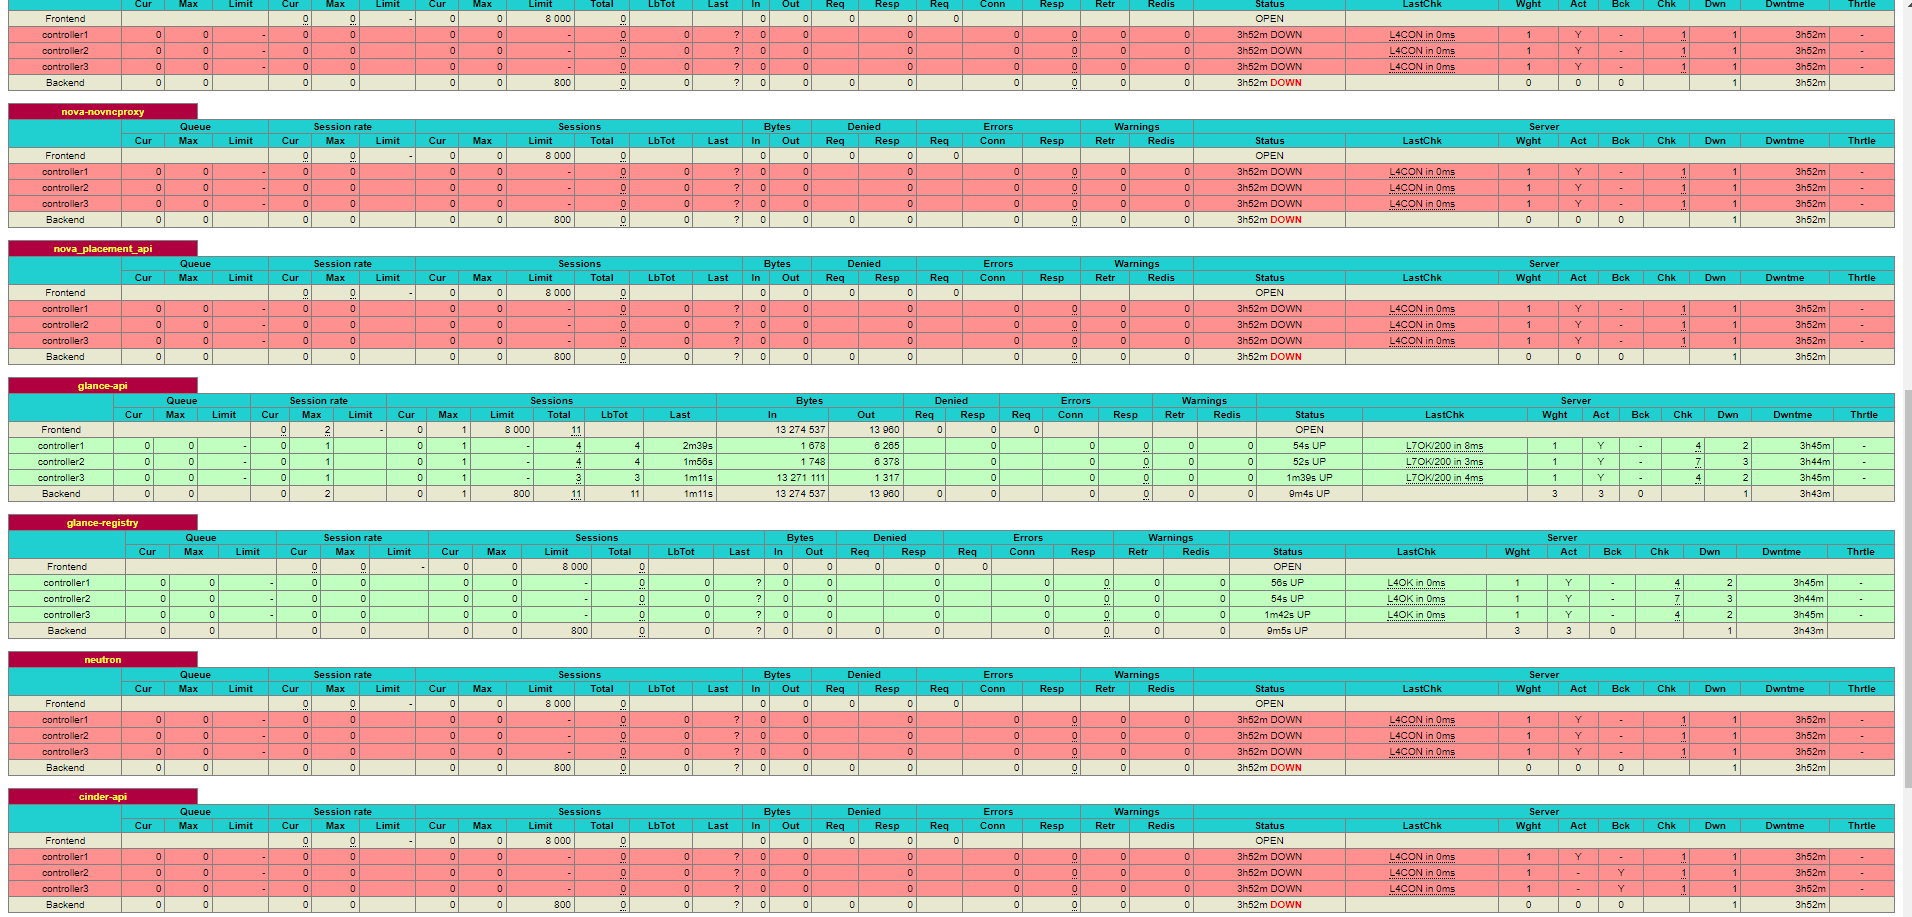 Cur Max Limit Cur Max Limit Cur Max Limit Total LbTot Last In Out Req Resp Req Conn Resp Retr Redis Status LastChk Wght Act Bck Chk Dwn Dwntme Thrtle
Frontend 0 0 - 0 0 8 000 0 0 0 0 0 0 OPEN
controller1 0 0 - 0 0 0 0 - 0 0 ? 0 0 0 0 0 0 0 3h52m DOWN L4CON in 0ms 1 Y - 1 1 3h52m -
controller2 0 0 - 0 0 0 0 - 0 0 ? 0 0 0 0 0 0 0 3h52m DOWN L4CON in 0ms 1 Y - 1 1 3h52m -
controller3 0 0 - 0 0 0 0 - 0 0 ? 0 0 0 0 0 0 0 3h52m DOWN L4CON in 0ms 1 Y - 1 1 3h52m -
Backend 0 0 0 0 0 0 800 0 0 ? 0 0 0 0 0 0 0 0 3h52m DOWN 0 0 0 1 3h52m
nova-novncproxy
Queue Session rate Sessions Bytes Denied Errors Warnings Server
Cur Max Limit Cur Max Limit Cur Max Limit Total LbTot Last In Out Req Resp Req Conn Resp Retr Redis Status LastChk Wght Act Bck Chk Dwn Dwntme Thrtle
Frontend 0 0 - 0 0 8 000 0 0 0 0 0 0 OPEN
controller1 0 0 - 0 0 0 0 - 0 0 ? 0 0 0 0 0 0 0 3h52m DOWN L4CON in 0ms 1 Y - 1 1 3h52m -
controller2 0 0 - 0 0 0 0 - 0 0 ? 0 0 0 0 0 0 0 3h52m DOWN L4CON in 0ms 1 Y - 1 1 3h52m -
controller3 0 0 - 0 0 0 0 - 0 0 ? 0 0 0 0 0 0 0 3h52m DOWN L4CON in 0ms 1 Y - 1 1 3h52m -
Backend 0 0 0 0 0 0 800 0 0 ? 0 0 0 0 0 0 0 0 3h52m DOWN 0 0 0 1 3h52m
nova_placement_api
Queue Session rate Sessions Bytes Denied Errors Warnings Server
Cur Max Limit Cur Max Limit Cur Max Limit Total LbTot Last In Out Req Resp Req Conn Resp Retr Redis Status LastChk Wght Act Bck Chk Dwn Dwntme Thrtle
Frontend 0 0 - 0 0 8 000 0 0 0 0 0 0 OPEN
controller1 0 0 - 0 0 0 0 - 0 0 ? 0 0 0 0 0 0 0 3h52m DOWN L4CON in 0ms 1 Y - 1 1 3h52m -
controller2 0 0 - 0 0 0 0 - 0 0 ? 0 0 0 0 0 0 0 3h52m DOWN L4CON in 0ms 1 Y - 1 1 3h52m -
controller3 0 0 - 0 0 0 0 - 0 0 ? 0 0 0 0 0 0 0 3h52m DOWN L4CON in 0ms 1 Y - 1 1 3h52m -
Backend 0 0 0 0 0 0 800 0 0 ? 0 0 0 0 0 0 0 0 3h52m DOWN 0 0 0 1 3h52m
glance-api
Queue Session rate Sessions Bytes Denied Errors Warnings Server
Cur Max Limit Cur Max Limit Cur Max Limit Total LbTot Last In Out Req Resp Req Conn Resp Retr Redis Status LastChk Wght Act Bck Chk Dwn Dwntme Thrtle
Frontend 0 2 - 0 1 8 000 11 13 274 537 13 960 0 0 0 OPEN
controller1 0 0 - 0 1 0 1 - 4 4 2m39s 1 678 6 265 0 0 0 0 0 54s UP L7OK/200 in 8ms 1 Y - 4 2 3h45m -
controller2 0 0 - 0 1 0 1 - 4 4 1m56s 1 748 6 378 0 0 0 0 0 52s UP L7OK/200 in 3ms 1 Y - 7 3 3h44m -
controller3 0 0 - 0 1 0 1 - 3 3 1m11s 13 271 111 1 317 0 0 0 0 0 1m39s UP L7OK/200 in 4ms 1 Y - 4 2 3h45m -
Backend 0 0 0 2 0 1 800 11 11 1m11s 13 274 537 13 960 0 0 0 0 0 0 9m4s UP 3 3 0 1 3h43m
glance-registry
Queue Session rate Sessions Bytes Denied Errors Warnings Server
Cur Max Limit Cur Max Limit Cur Max Limit Total LbTot Last In Out Req Resp Req Conn Resp Retr Redis Status LastChk Wght Act Bck Chk Dwn Dwntme Thrtle
Frontend 0 0 - 0 0 8 000 0 0 0 0 0 0 OPEN
controller1 0 0 - 0 0 0 0 - 0 0 ? 0 0 0 0 0 0 0 56s UP L4OK in 0ms 1 Y - 4 2 3h45m -
controller2 0 0 - 0 0 0 0 - 0 0 ? 0 0 0 0 0 0 0 54s UP L4OK in 0ms 1 Y - 7 3 3h44m -
controller3 0 0 - 0 0 0 0 - 0 0 ? 0 0 0 0 0 0 0 1m42s UP L4OK in 0ms 1 Y - 4 2 3h45m -
Backend 0 0 0 0 0 0 800 0 0 ? 0 0 0 0 0 0 0 0 9m5s UP 3 3 0 1 3h43m
neutron
Queue Session rate Sessions Bytes Denied Errors Warnings Server
Cur Max Limit Cur Max Limit Cur Max Limit Total LbTot Last In Out Req Resp Req Conn Resp Retr Redis Status LastChk Wght Act Bck Chk Dwn Dwntme Thrtle
Frontend 0 0 - 0 0 8 000 0 0 0 0 0 0 OPEN
controller1 0 0 - 0 0 0 0 - 0 0 ? 0 0 0 0 0 0 0 3h52m DOWN L4CON in 0ms 1 Y - 1 1 3h52m -
controller2 0 0 - 0 0 0 0 - 0 0 ? 0 0 0 0 0 0 0 3h52m DOWN L4CON in 0ms 1 Y - 1 1 3h52m -
controller3 0 0 - 0 0 0 0 - 0 0 ? 0 0 0 0 0 0 0 3h52m DOWN L4CON in 0ms 1 Y - 1 1 3h52m -
Backend 0 0 0 0 0 0 800 0 0 ? 0 0 0 0 0 0 0 0 3h52m DOWN 0 0 0 1 3h52m
cinder-api
Queue Session rate Sessions Bytes Denied Errors Warnings Server
Cur Max Limit Cur Max Limit Cur Max Limit Total LbTot Last In Out Req Resp Req Conn Resp Retr Redis Status LastChk Wght Act Bck Chk Dwn Dwntme Thrtle
Frontend 0 0 - 0 0 8 000 0 0 0 0 0 0 OPEN
controller1 0 0 - 0 0 0 0 - 0 0 ? 0 0 0 0 0 0 0 3h52m DOWN L4CON in 0ms 1 Y - 1 1 3h52m -
controller2 0 0 - 0 0 0 0 - 0 0 ? 0 0 0 0 0 0 0 3h52m DOWN L4CON in 0ms 1 - Y 1 1 3h52m -
controller3 0 0 - 0 0 0 0 - 0 0 ? 0 0 0 0 0 0 0 3h52m DOWN L4CON in 0ms 1 - Y 1 1 3h52m -
Backend 0 0 0 0 0 0 800 0 0 ? 0 0 0 0 0 0 0 0 3h52m DOWN 0 0 0 1 3h52m